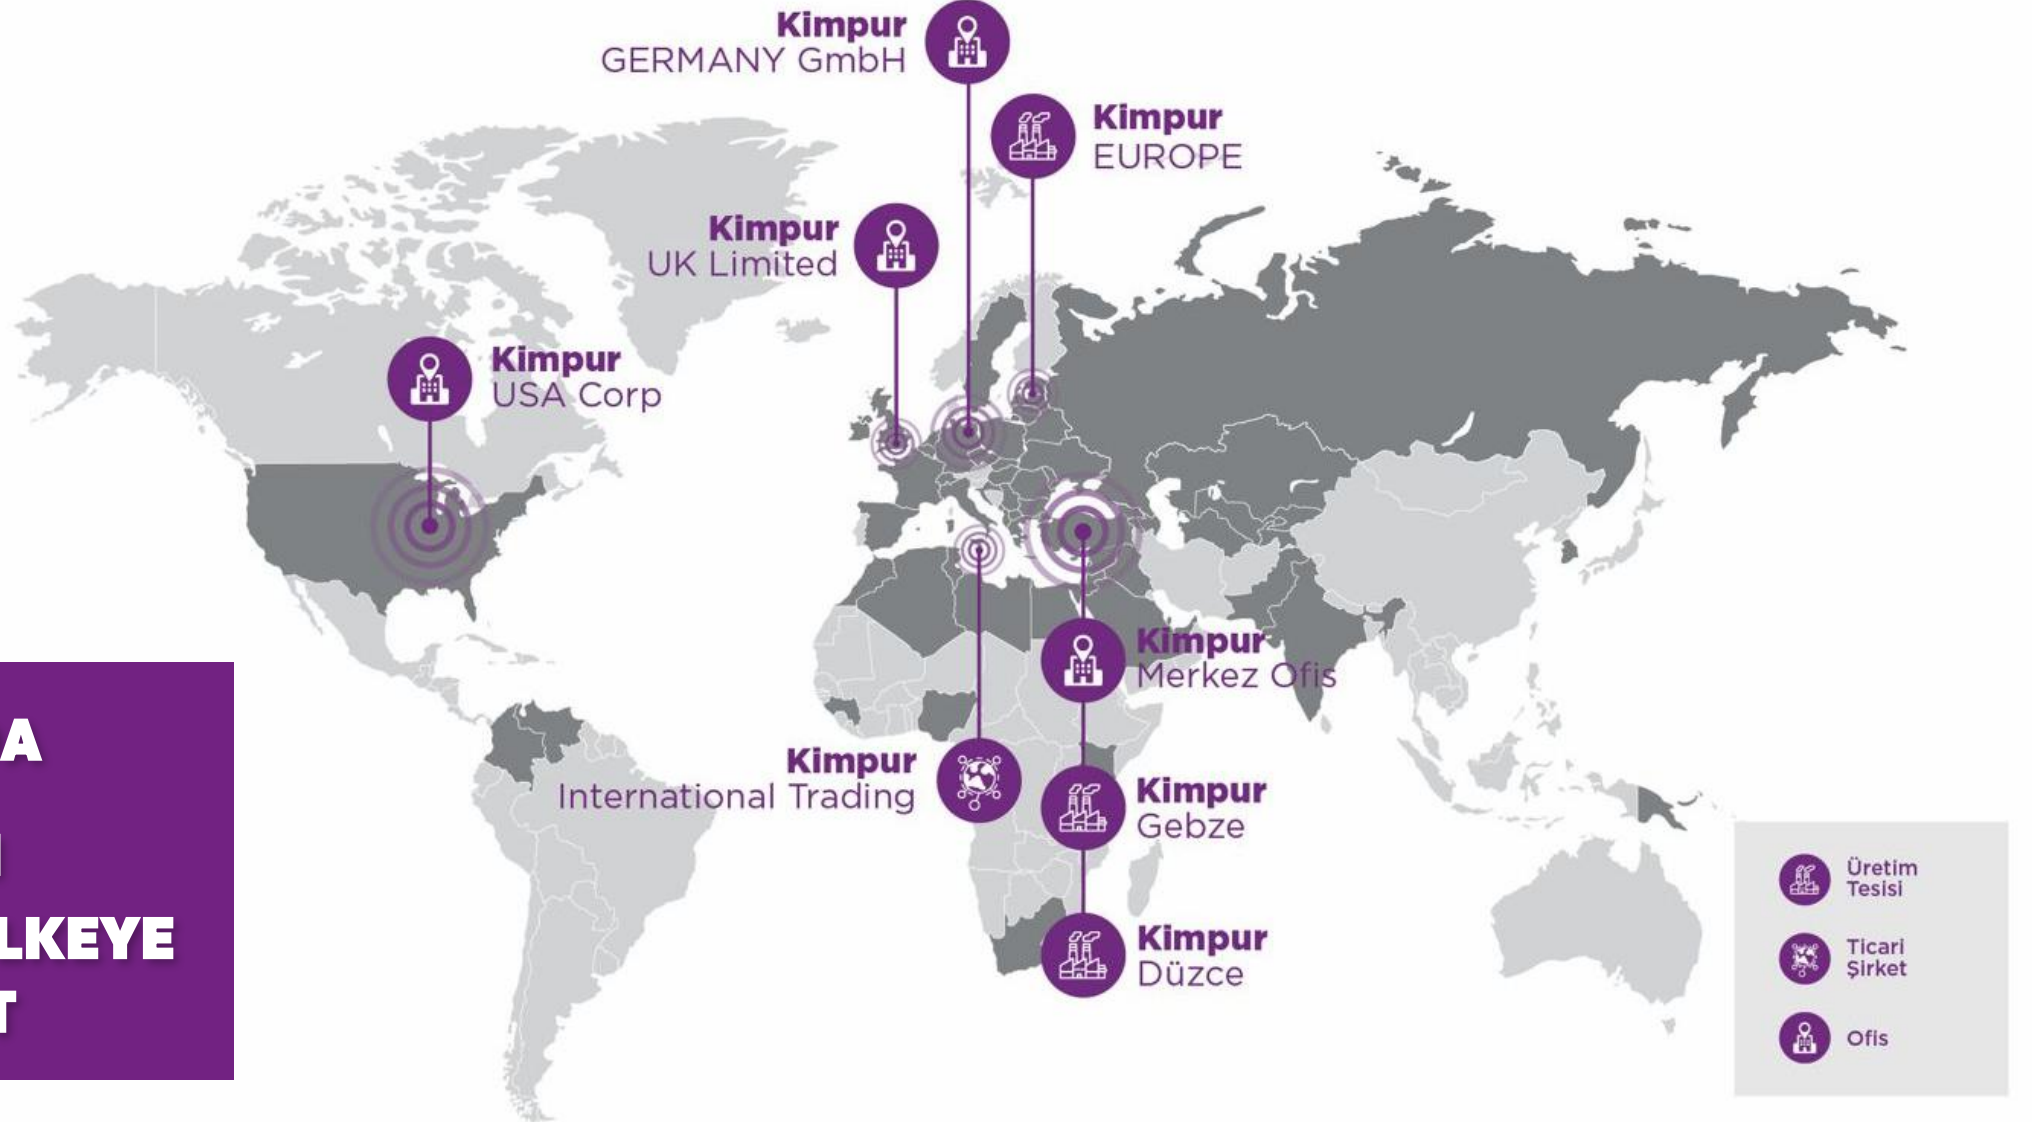 Kimpur
GERMANY GmbH
Kimpur
EUROPE
Kimpur
UK Limited
Kimpur
USA Corp
Kimpur
Merkez Ofis
Kimpur
International Trading
Kimpur
Gebze
Kimpur
Düzce
A
LKEYE
T
Üretim
Tesisi
Ticari
Şirket
Ofis